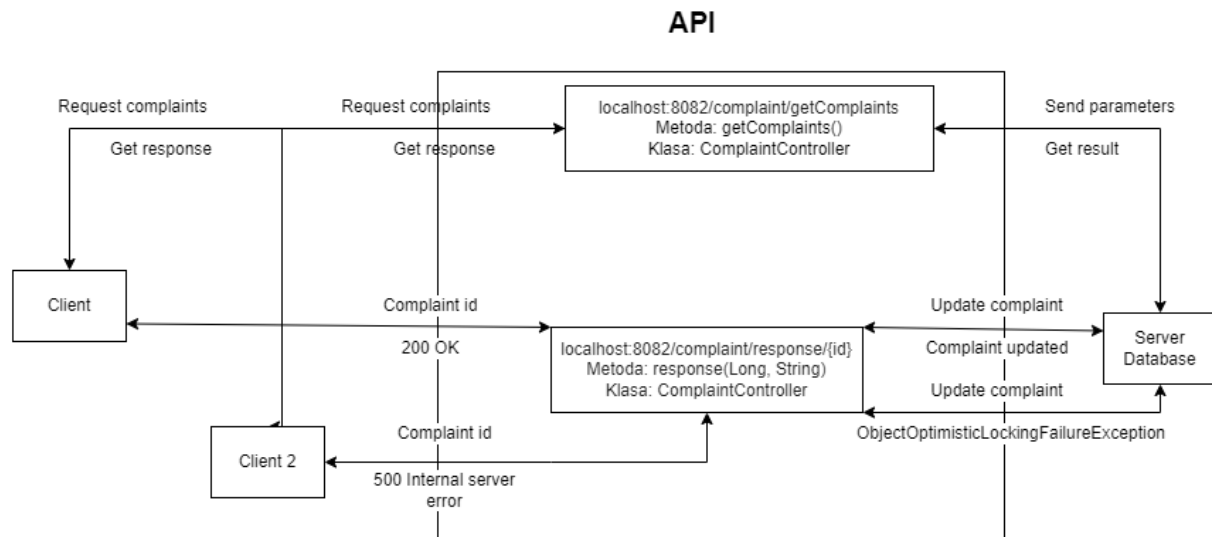 API
Request complaints
Get response
Request complaints
Get response
localhost:8082/complaint/getComplaints
Metoda: getComplaints()
Klasa: ComplaintController
Send parameters
Get result
Client
Complaint id
200 OK
localhost:8082/complaint/response/{id}
Metoda: response(Long, String)
Klasa: ComplaintController
Update complaint
Complaint updated
Server
Database
Update complaint
ObjectOptimisticLockingFailureException
Client 2
Complaint id
500 Internal server
error